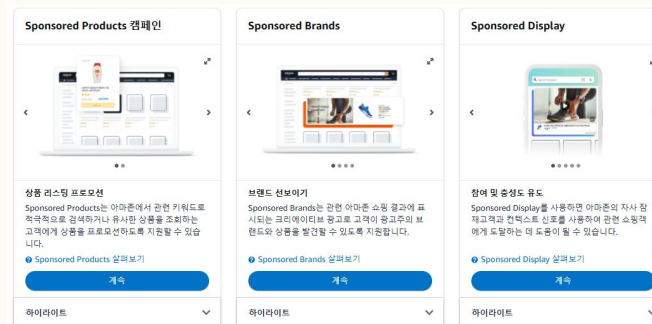 Sponsored Products 캠페인
상품 리스팅 프로모션
Sponsored Products는 아마존에서 관련 키워드로
적극적으로 검색하거나 유사한 상품을 조회하는
고객에게 상품을 프로모션하도록 지원할 수 있습
니다.
Sponsored Products 살펴보기
계속
하이라이트
Sponsored Brands
브랜드 선보이기
Sponsored Brands는 관련 아마존 쇼핑 결과에 표
시되는 크리에이티브 광고로 고객이 광고주의 브
랜드와 상품을 발견할 수 있도록 지원합니다.
Sponsored Brands 살펴보기
계속
하이라이트
Sponsored Display
참여 및 충성도 유도
Sponsored Display를 사용하면 아마존의 자사 잠
재고객과 컨텍스트 신호를 사용하여 관련 쇼핑객
에게 도달하는 데 도움이 될 수 있습니다.
Sponsored Display 살펴보기
계속
하이라이트